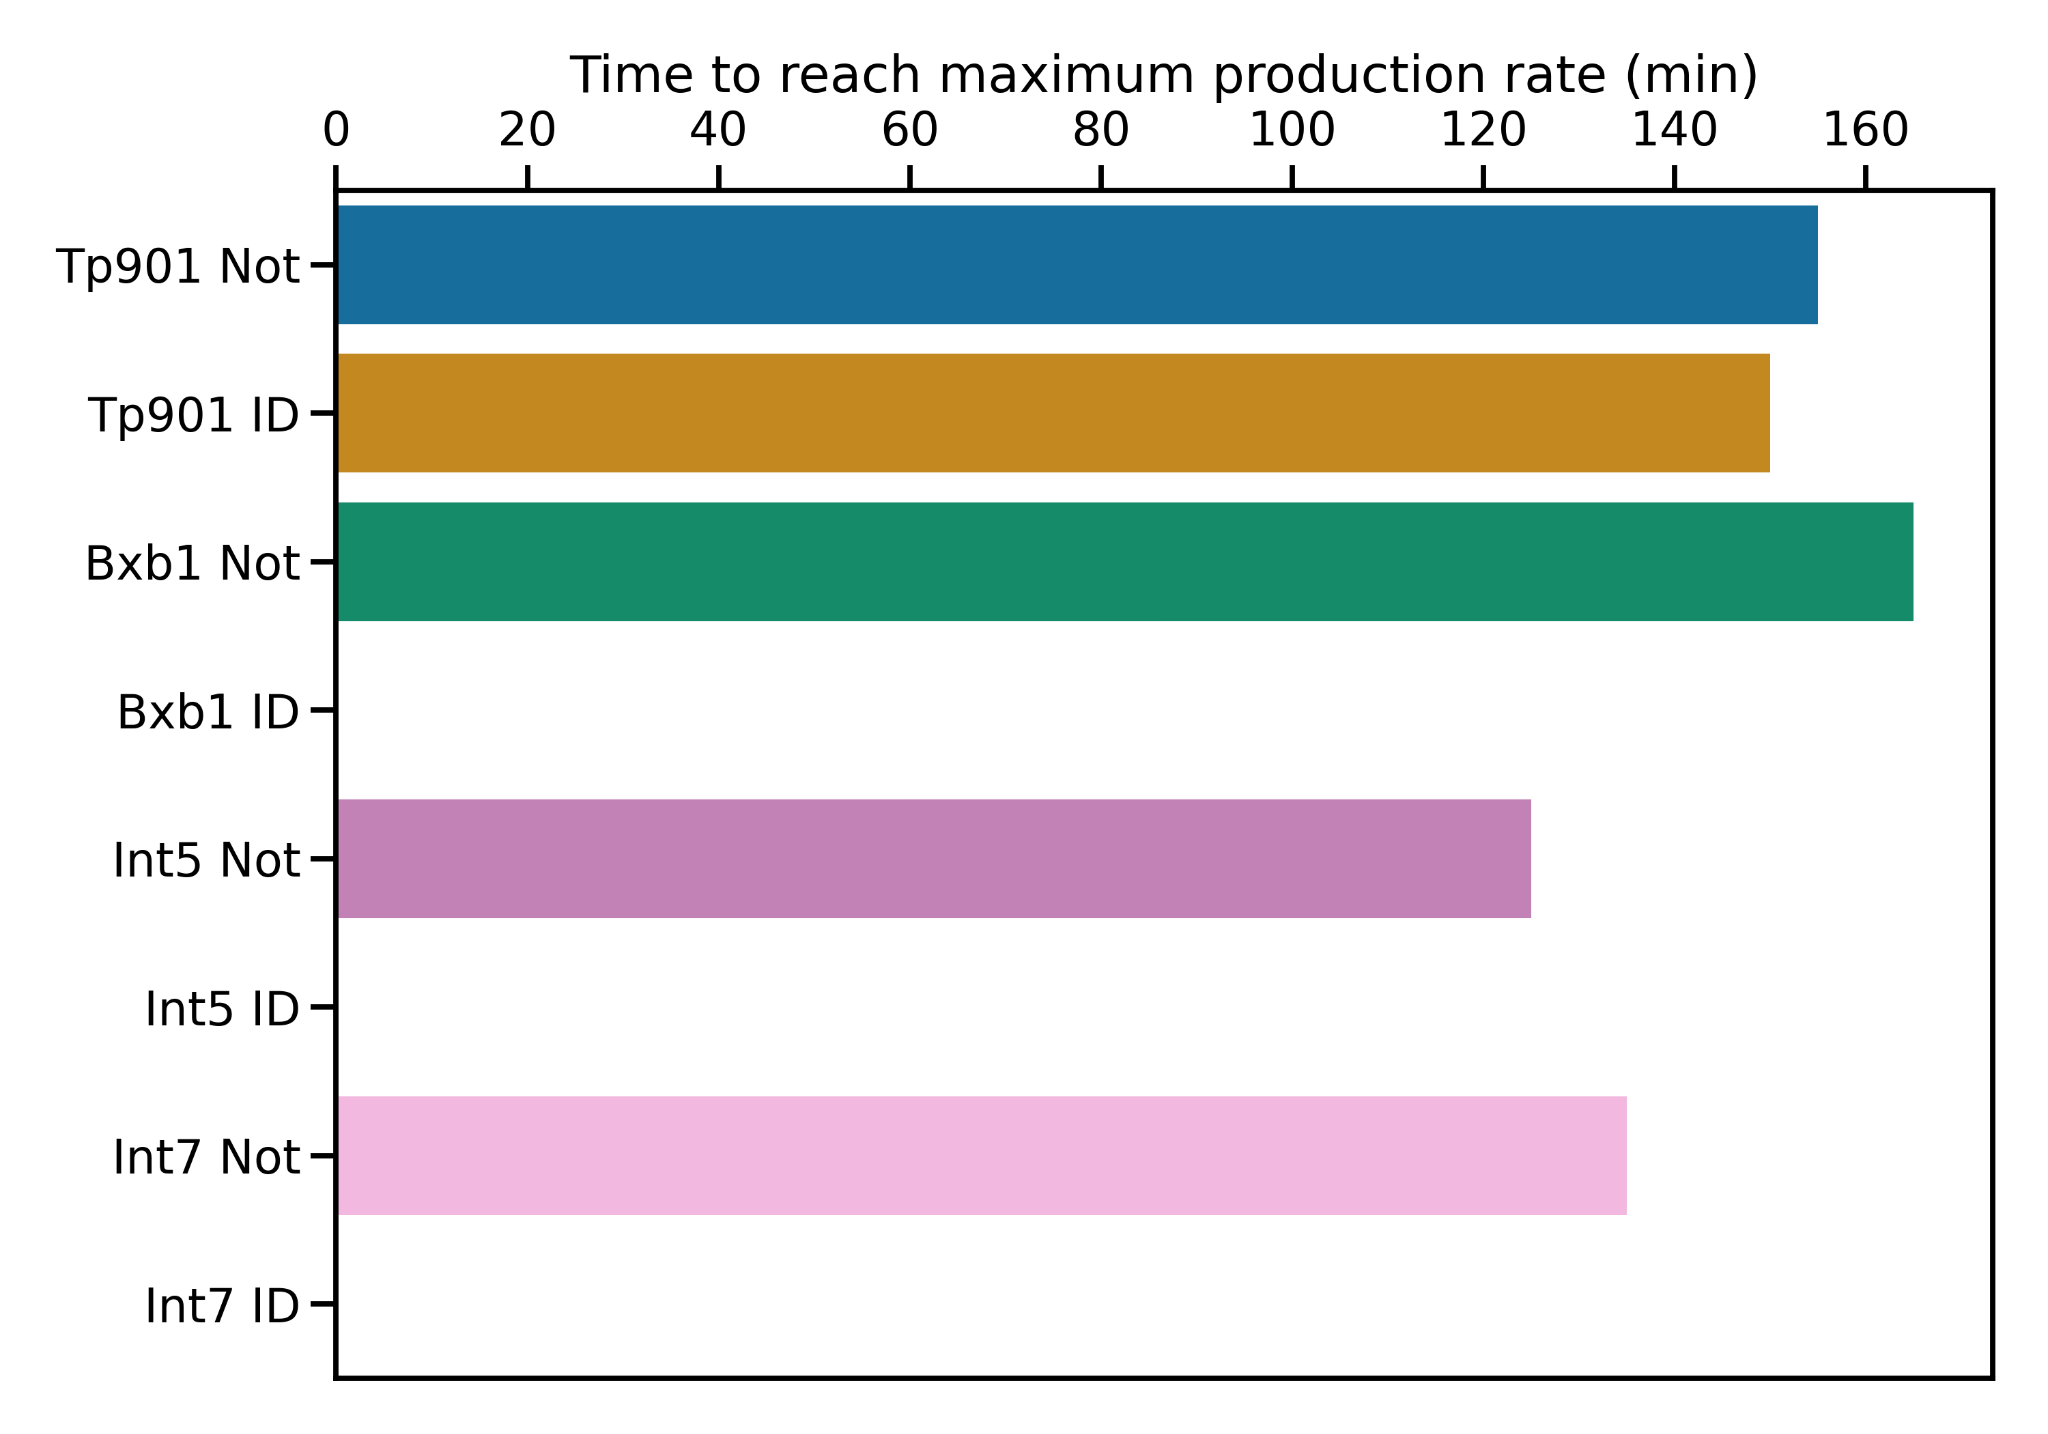 Time to reach maximum production rate (min)
0 20 40 60 80 100 120 140 160
Tp901 Not
Tp901 ID
Bxb1 Not
Bxb1 ID
Int5 Not
Int5 ID
Int7 Not
Int7 ID